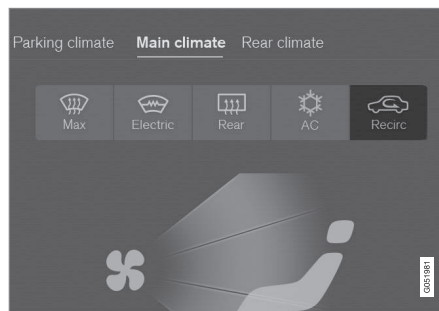 Parking climate Main climate Rear climate
Max Electric Rear AC Recirc
G051981